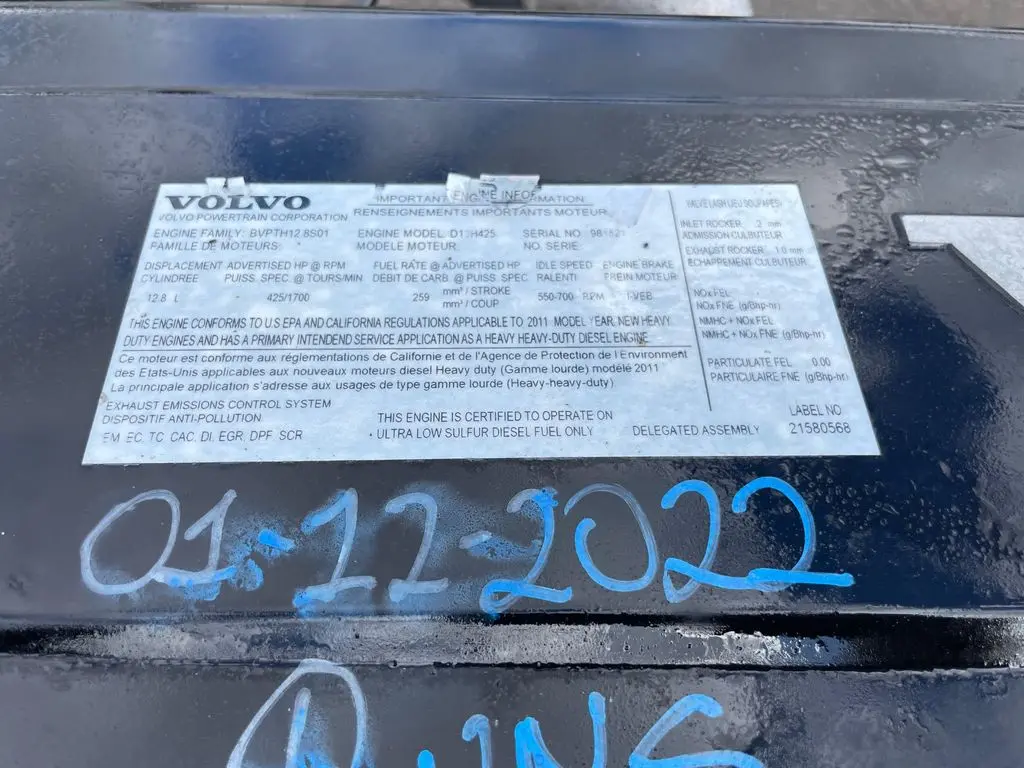 VOLVO
VOLVO POWERTRAIN CORPORATION
IMPORTANT ENGINE INFORMATION
RENSEIGNEMENTS IMPORTANTS MOTEUR
ENGINE FAMILY: BVPTH12.8S01
FAMILLE DE MOTEURS:
ENGINE MODEL: D13H425
MODELE MOTEUR:
SERIAL NO
NO. SERIE:
DISPLACEMENT
CYLINDREE
12.8 L
ADVERTISED HP @ RPM
PUISS. SPEC. @ TOURS/MIN
- 425/1700
FUEL RATE @ ADVERTISED HP
DEBIT DE CARB @ PUISS. SPEC
259 mm³ / STROKE
mm³ / COUP
IDLE SPEED
RALENTI
550-700 RPM
ENGINE BRAKE
FREIN MOTEUR
I-VEB
THIS ENGINE CONFORMS TO U.S EPA AND CALIFORNIA REGULATIONS APPLICABLE TO 2011 MODEL YEAR NEW HEAVY
DUTY ENGINES AND HAS A PRIMARY INTENDED SERVICE APPLICATION AS A HEAVY HEAVY-DUTY DIESEL ENGINE
Ce moteur est conforme aux réglementations de Californie et de l'Agence de Protection de l'Environment
des Etats-Unis applicables aux nouveaux moteurs diesel Heavy duty (Gamme lourde) modèle 2011
La principale application s'adresse aux usages de type gamme lourde (Heavy-heavy-duty)
EXHAUST EMISSIONS CONTROL SYSTEM
DISPOSITIF ANTI-POLLUTION
EM, EC, TC, CAC, DI, EGR, DPF, SCR
THIS ENGINE IS CERTIFIED TO OPERATE ON
ULTRA LOW SULFUR DIESEL FUEL ONLY
DELEGATED ASSEMBLY
VALVE LASH (JEU SOUPAPES)
INLET ROCKER
ADMISSION CULBUTEUR
EXHAUST ROCKER 1.0 mm
ECHAPPEMENT CULBUTEUR
NOx FEL
NOx FNE (g/Bhp-hr)
NMHC + NOx FEL
NMHC + NOx FNE (g/Bhp-hr)
PARTICULATE FEL 0.00
PARTICULAIRE FNE (g/Bhp-hr)
LABEL NO
21580568
01-12-2022